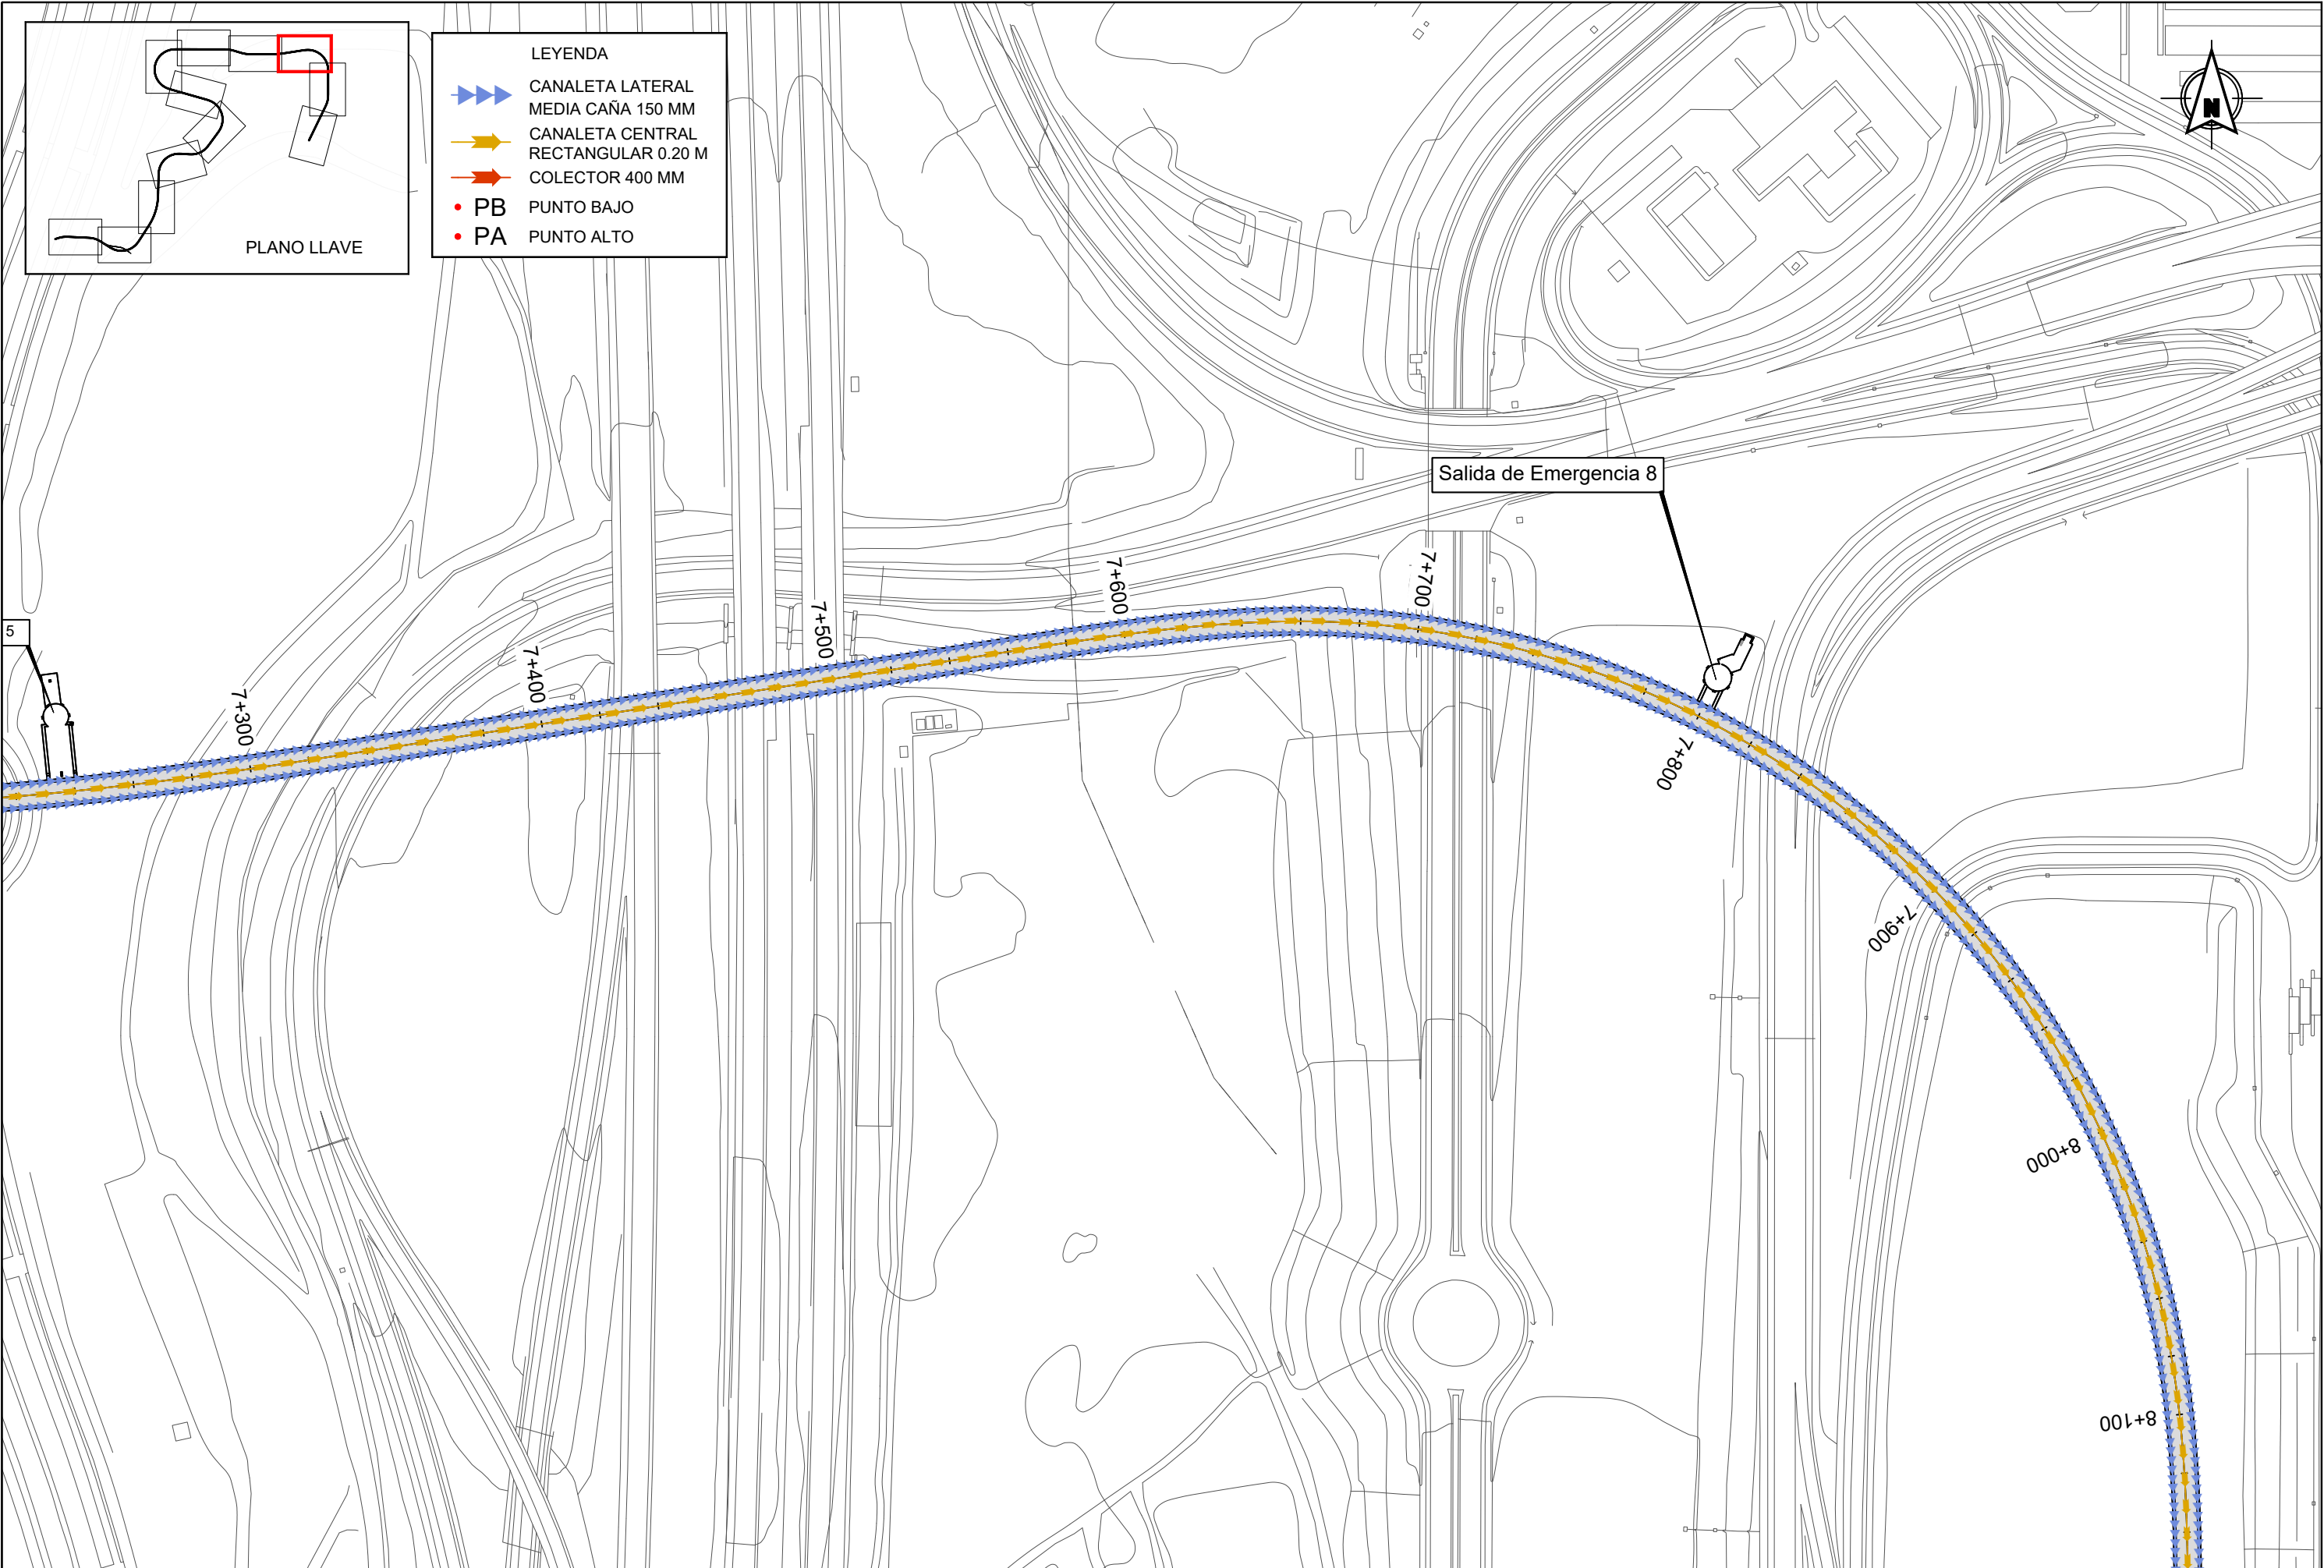 PLANO LLAVE
LEYENDA
CANALETA LATERAL
MEDIA CAÑA 150 MM
CANALETA CENTRAL
RECTANGULAR 0.20 M
COLECTOR 400 MM
PB PUNTO BAJO
PA PUNTO ALTO
N
Salida de Emergencia 8
5
7+300
7+400
7+500
7+600
7+700
7+800
7+900
8+000
8+100